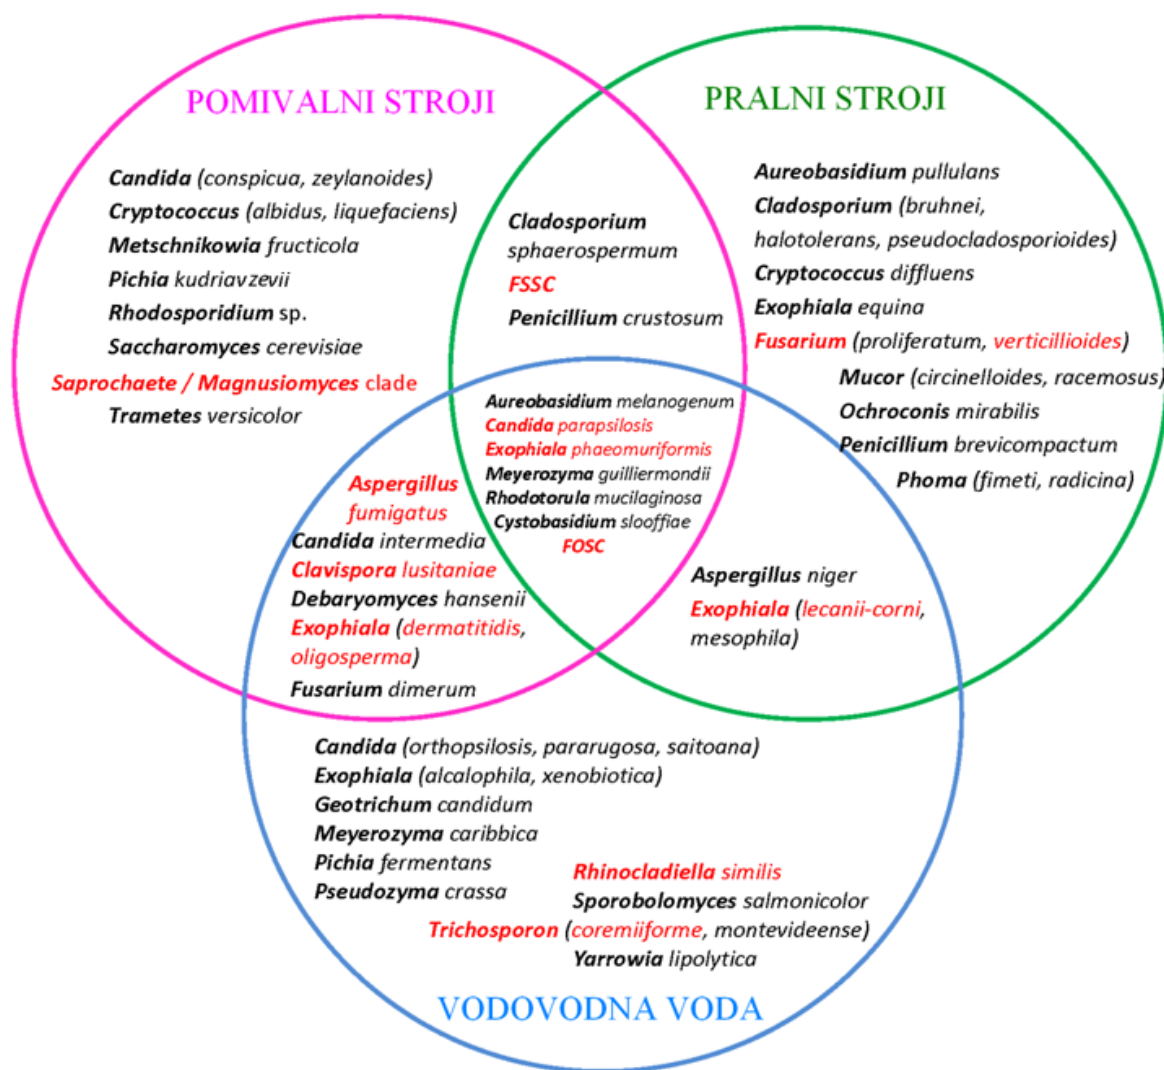 POMIVALNI STROJI
Candida (conspicua, zeylanoides)
Cryptococcus (albidus, liquefaciens)
Metschnikowia fructicola
Pichia kudriavzevii
Rhodosporidium sp.
Saccharomyces cerevisiae
Saprochaete / Magnusiomyces clade
Trametes versicolor
Cladosporium
sphaerospermum
FSSC
Penicillium crustosum
PRALNI STROJI
Aureobasidium pullulans
Cladosporium (bruhnei,
halotolerans, pseudocladosporioides)
Cryptococcus diffluens
Exophiala equina
Fusarium (proliferatum, verticillioides)
Mucor (circinelloides, racemosus)
Ochroconis mirabilis
Penicillium brevicompactum
Phoma (fimeti, radicina)
Aureobasidium melanogenum
Candida parapsilosis
Exophiala phaeomuriformis
Meyerozyma guilliermondii
Rhodotorula mucilaginosa
Cystobasidium slooffiae
FOSC
Aspergillus
fumigatus
Candida intermedia
Clavispora lusitaniae
Debaryomyces hansenii
Exophiala (dermatitidis,
oligosperma)
Fusarium dimerum
Aspergillus niger
Exophiala (lecanii-corni,
mesophila)
Candida (orthopsilosis, pararugosa, saitoana)
Exophiala (alcalophila, xenobiotica)
Geotrichum candidum
Meyerozyma caribbica
Pichia fermentans
Pseudozyma crassa
Rhinocladiella similis
Sporobolomyces salmonicolor
Trichosporon (coremiiforme, montevideense)
Yarrowia lipolytica
VODOVODNA VODA